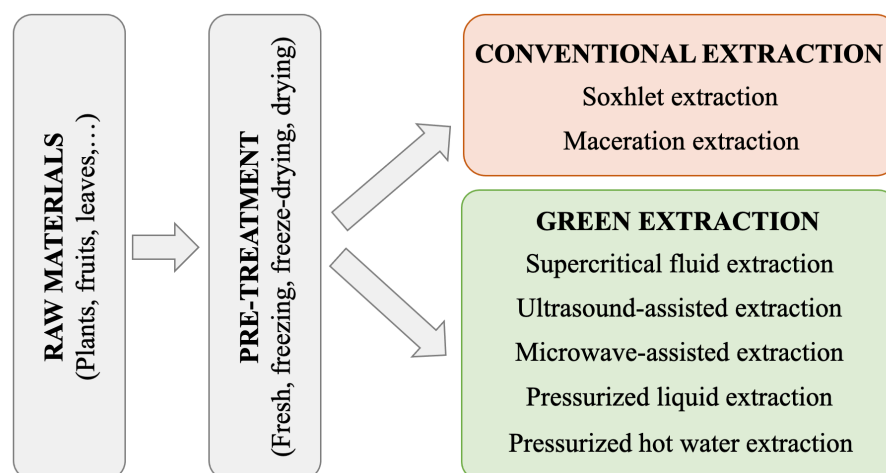 RAW MATERIALS
(Plants, fruits, leaves,…)
PRE-TREATMENT
(Fresh, freezing, freeze-drying, drying)
CONVENTIONAL EXTRACTION
Soxhlet extraction
Maceration extraction
GREEN EXTRACTION
Supercritical fluid extraction
Ultrasound-assisted extraction
Microwave-assisted extraction
Pressurized liquid extraction
Pressurized hot water extraction